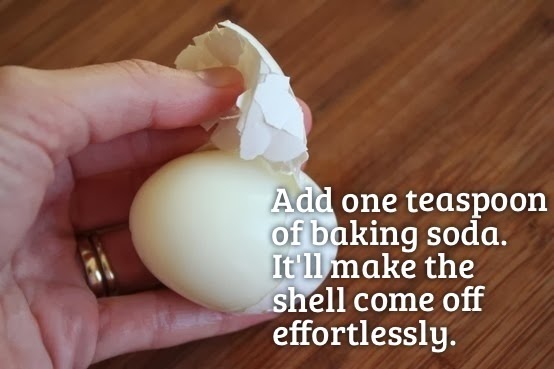 Add one teaspoon
of baking soda.
It'll make the
shell come off
effortlessly.